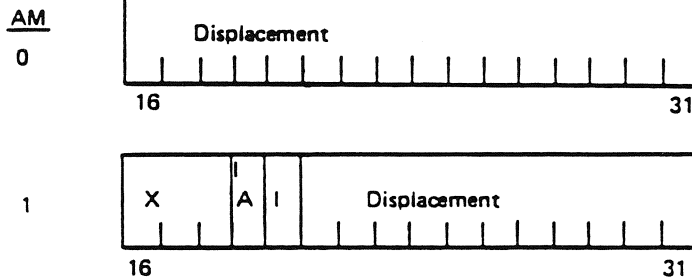 AM
0 Displacement
16 31
1 X I A I Displacement
16 31